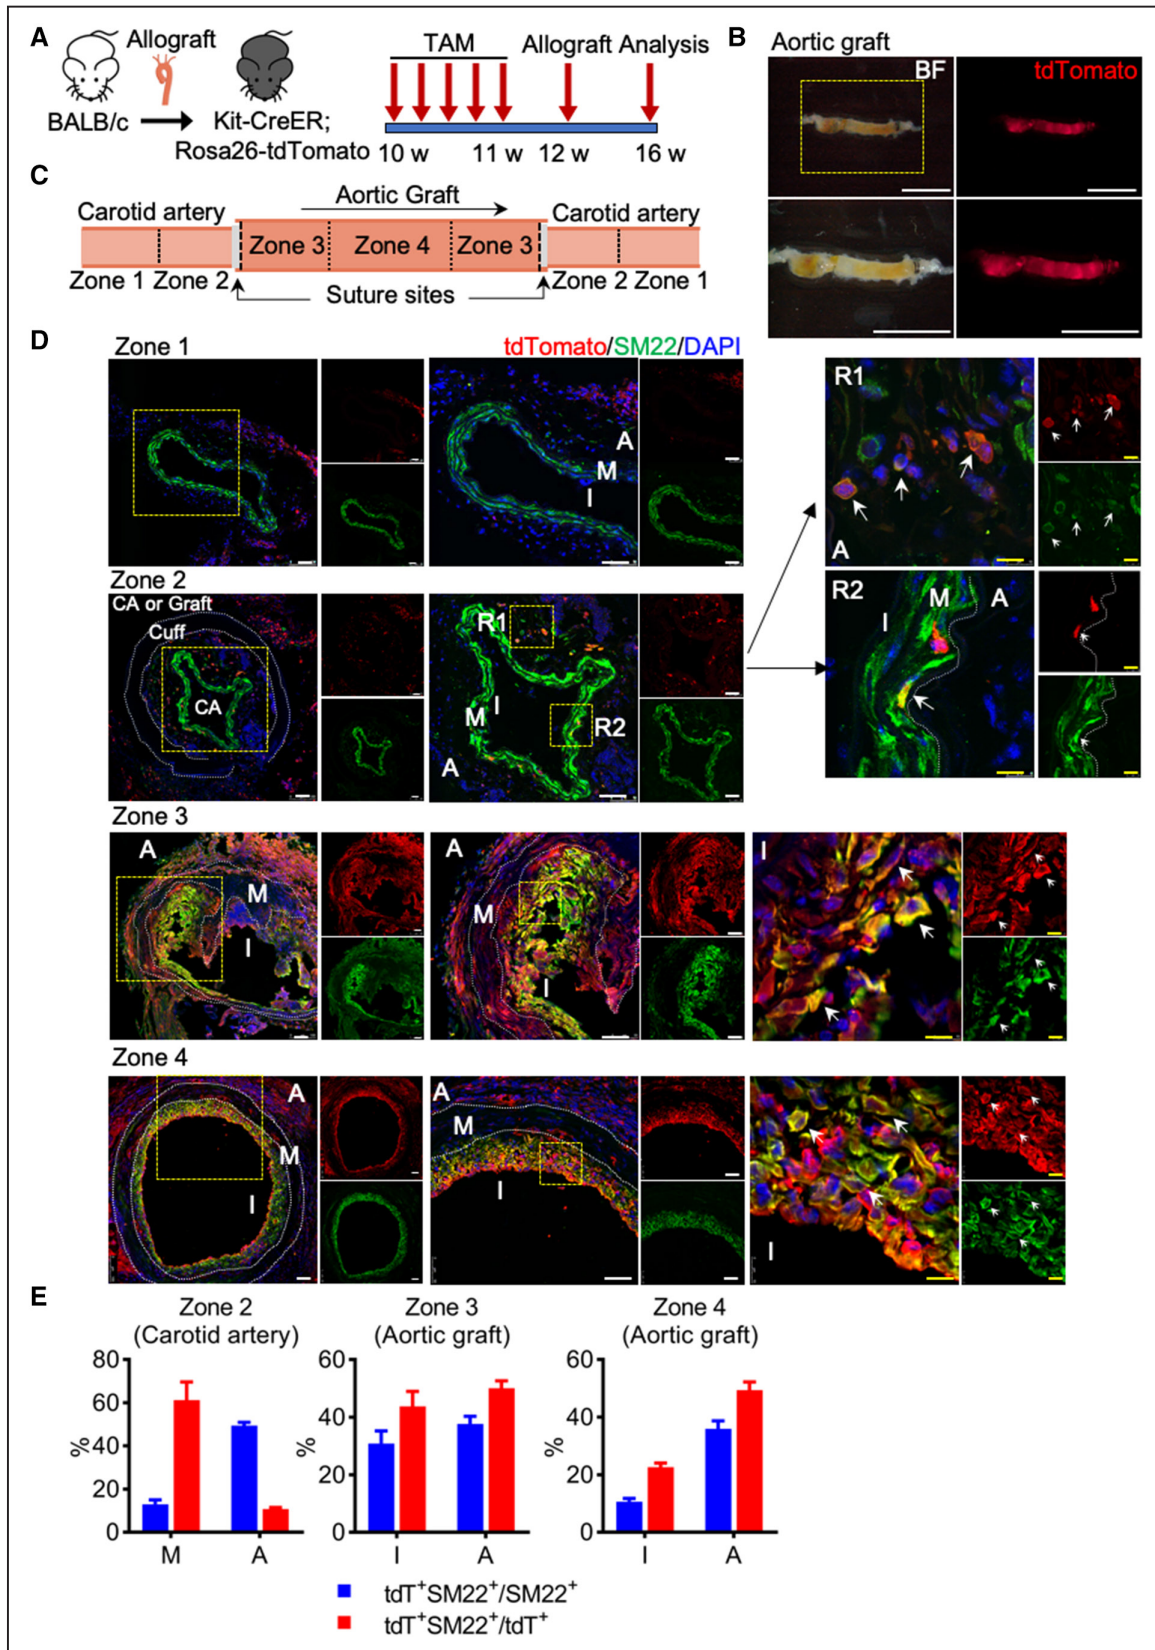 A
Allograft
BALB/c
Kit-CreER;
Rosa26-tdTomato
TAM
Allograft Analysis
10 w
11 w
12 w
16 w
B
Aortic graft
BF
tdTomato
C
Aortic Graft
Carotid artery
Carotid artery
Zone 3
Zone 4
Zone 3
Zone 1
Zone 2
Zone 2
Zone 1
Suture sites
D
Zone 1
tdTomato/SM22/DAPI
A
M
I
R1
A
Zone 2
CA or Graft
Cuff
CA
R1
M
I
R2
A
R2
I
M
A
Zone 3
A
M
I
A
M
I
I
Zone 4
A
M
I
A
M
I
I
E
Zone 2
(Carotid artery)
80
60
40
20
0
%
M
A
Zone 3
(Aortic graft)
60
40
20
0
%
I
A
Zone 4
(Aortic graft)
60
40
20
0
%
I
A
tdT⁺SM22⁺/SM22⁺
tdT⁺SM22⁺/tdT⁺